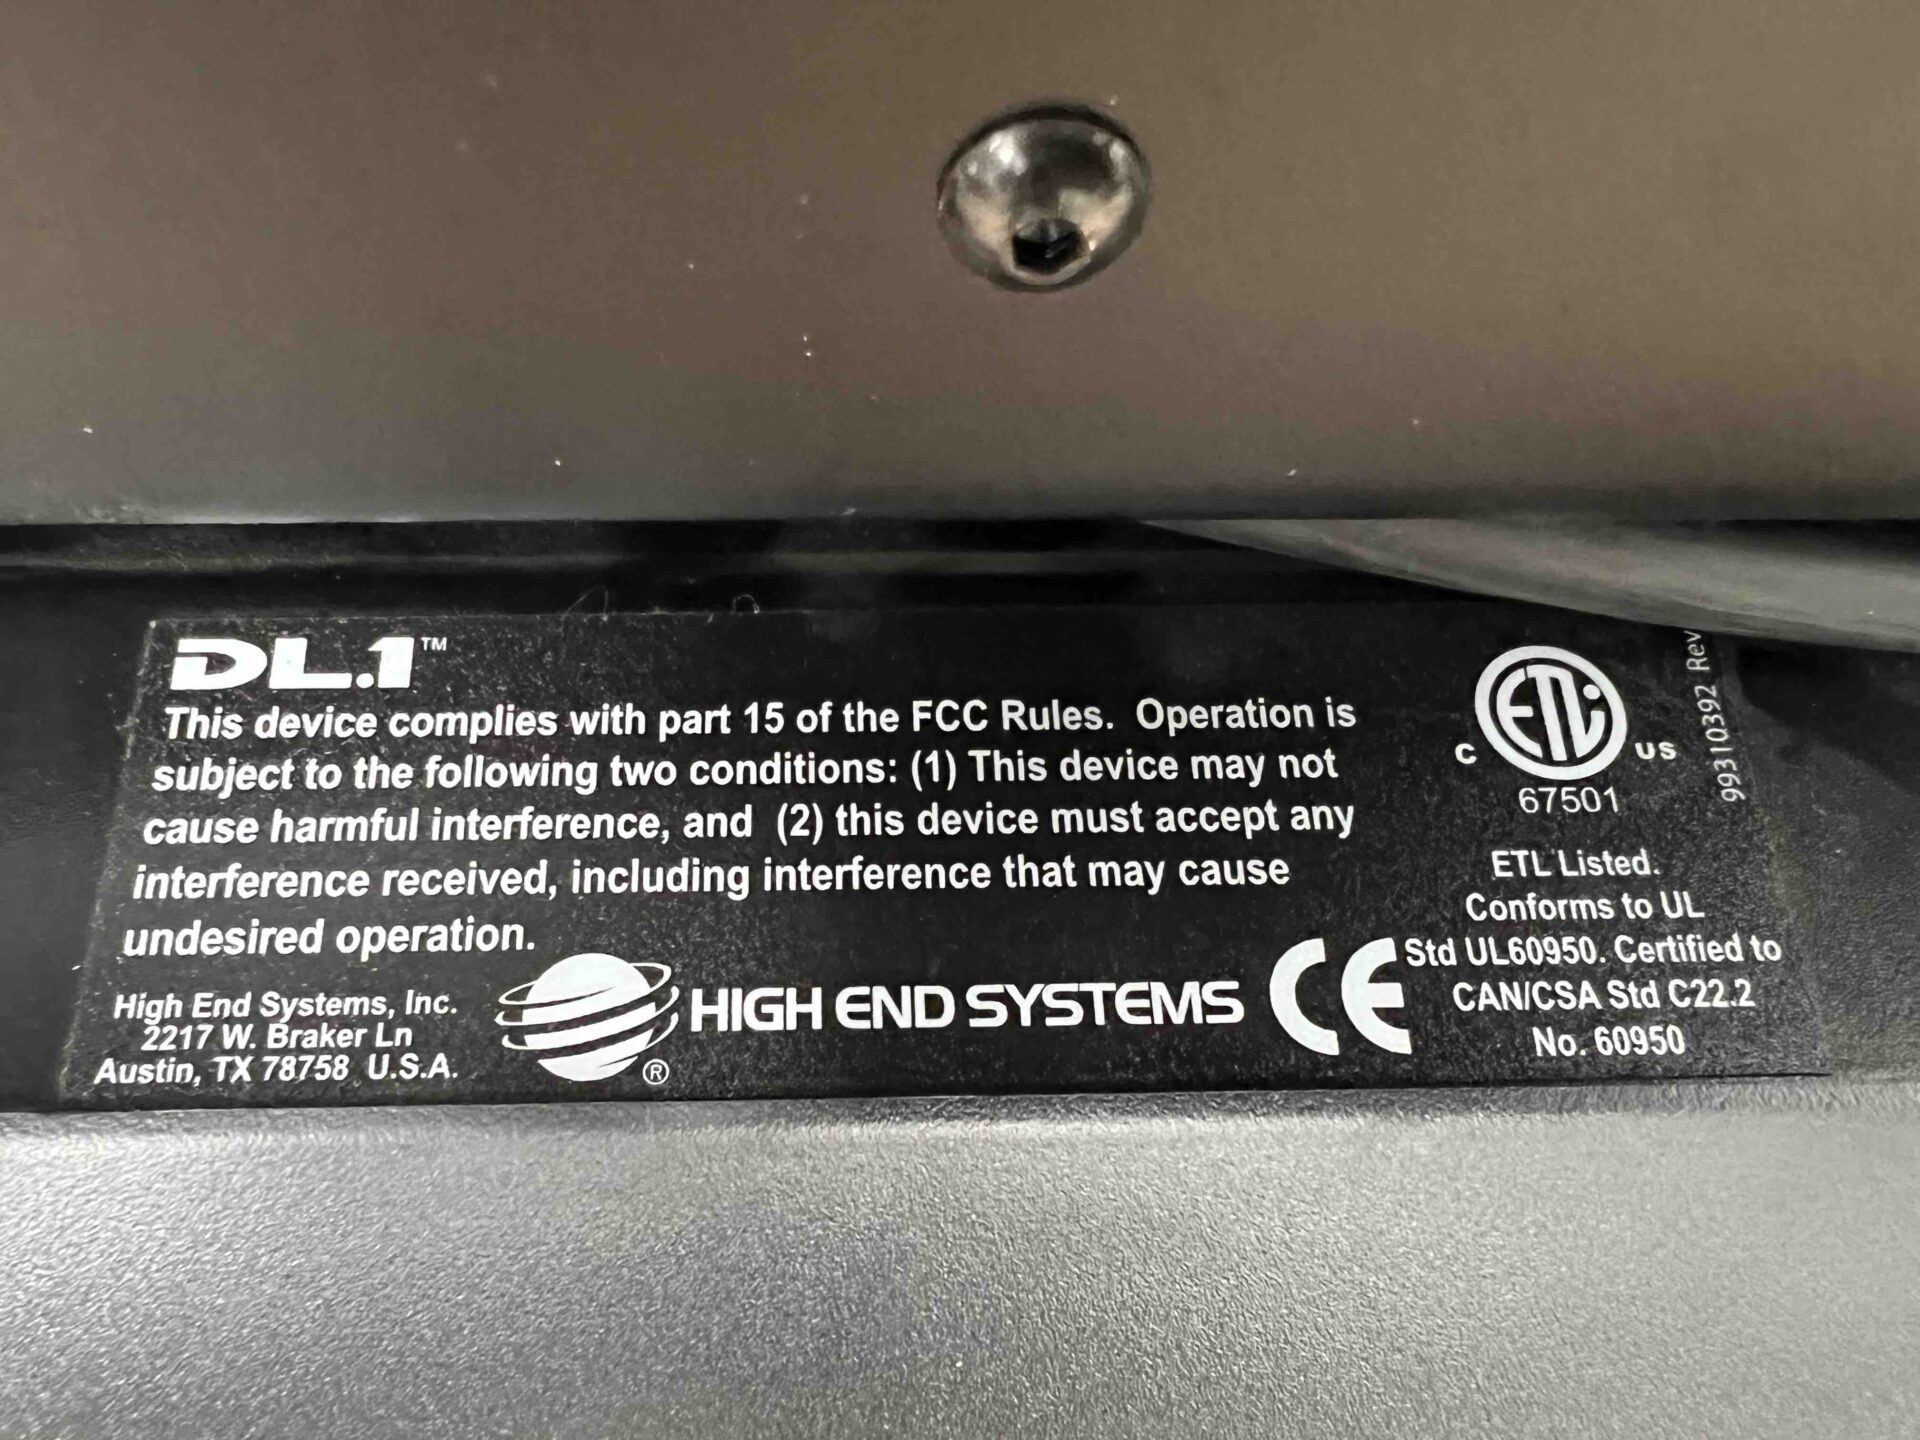 DL.1™
This device complies with part 15 of the FCC Rules. Operation is
subject to the following two conditions: (1) This device may not
cause harmful interference, and (2) this device must accept any
interference received, including interference that may cause
undesired operation.
High End Systems, Inc.
2217 W. Braker Ln
Austin, TX 78758 U.S.A.
®
HIGH END SYSTEMS
CE
C ETL US
67501
ETL Listed.
Conforms to UL
Std UL60950. Certified to
CAN/CSA Std C22.2
No. 60950
99310392 Rev